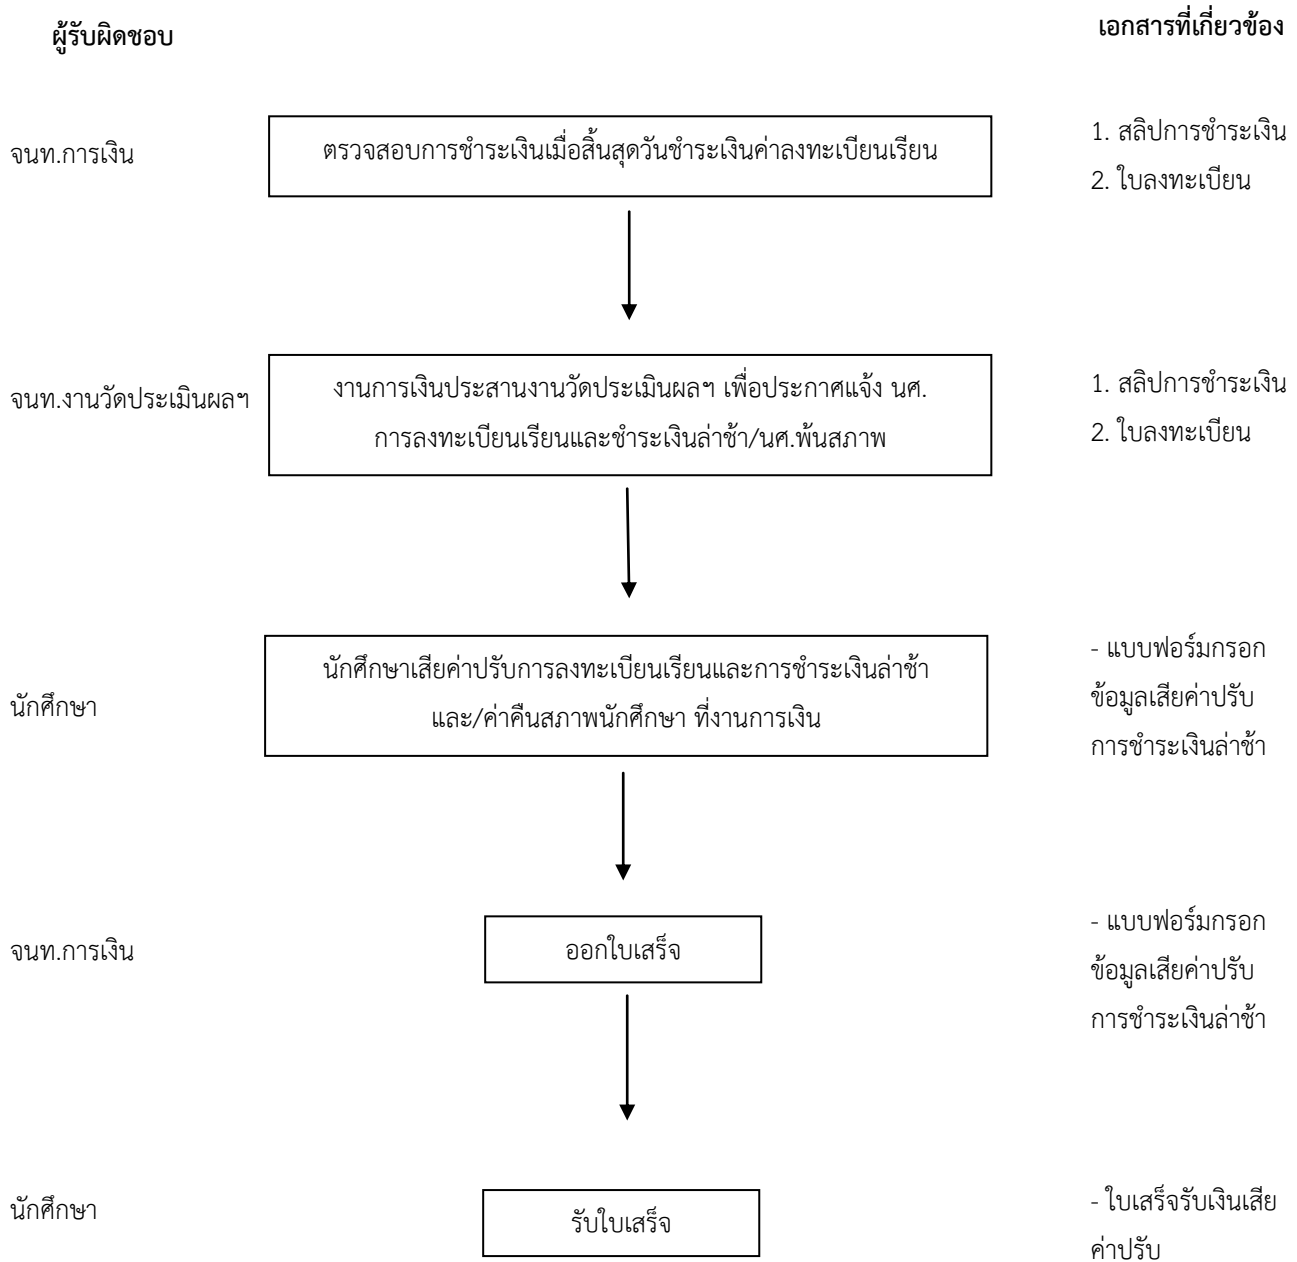 ผู้รับผิดชอบ
เอกสารที่เกี่ยวข้อง
จนท.การเงิน
ตรวจสอบการชำระเงินเมื่อสิ้นสุดวันชำระเงินค่าลงทะเบียนเรียน
1. สลิปการชำระเงิน
2. ใบลงทะเบียน
จนท.งานวัดประเมินผลฯ
งานการเงินประสานงานวัดประเมินผลฯ เพื่อประกาศแจ้ง นศ.
การลงทะเบียนเรียนและชำระเงินล่าช้า/นศ.พ้นสภาพ
1. สลิปการชำระเงิน
2. ใบลงทะเบียน
นักศึกษา
นักศึกษาเสียค่าปรับการลงทะเบียนเรียนและการชำระเงินล่าช้า
และ/ค่าคืนสภาพนักศึกษา ที่งานการเงิน
- แบบฟอร์มกรอก
ข้อมูลเสียค่าปรับ
การชำระเงินล่าช้า
จนท.การเงิน
ออกใบเสร็จ
- แบบฟอร์มกรอก
ข้อมูลเสียค่าปรับ
การชำระเงินล่าช้า
นักศึกษา
รับใบเสร็จ
- ใบเสร็จรับเงินเสีย
ค่าปรับ